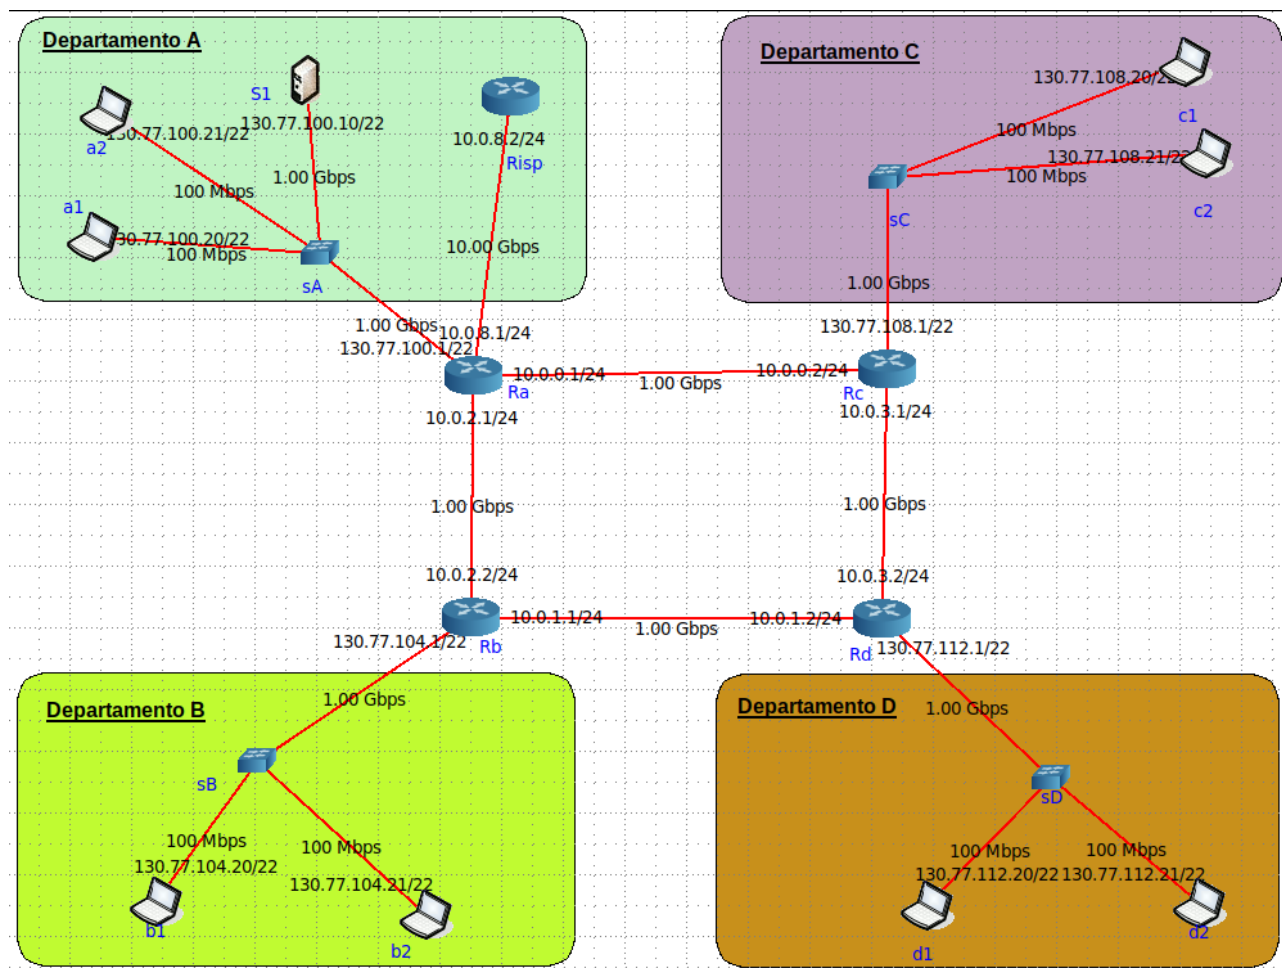 Departamento A
S1
130.77.100.10/22
a2
130.77.100.21/22
100 Mbps
1.00 Gbps
a1
130.77.100.20/22
100 Mbps
sA
10.0.8.2/24
Risp
10.00 Gbps
Departamento C
130.77.108.20/22
c1
100 Mbps
130.77.108.21/22
100 Mbps
c2
sC
1.00 Gbps
130.77.108.1/22
1.00 Gbps
10.0.8.1/24
130.77.100.1/22
10.0.0.1/24
Ra
1.00 Gbps
10.0.0.2/24
Rc
10.0.2.1/24
10.0.3.1/24
1.00 Gbps
1.00 Gbps
10.0.2.2/24
10.0.3.2/24
10.0.1.1/24
1.00 Gbps
10.0.1.2/24
130.77.104.1/22
Rb
Rd
130.77.112.1/22
Departamento B
1.00 Gbps
sB
100 Mbps
130.77.104.20/22
100 Mbps
130.77.104.21/22
b1
b2
Departamento D
1.00 Gbps
sD
100 Mbps
130.77.112.20/22
100 Mbps
130.77.112.21/22
d1
d2